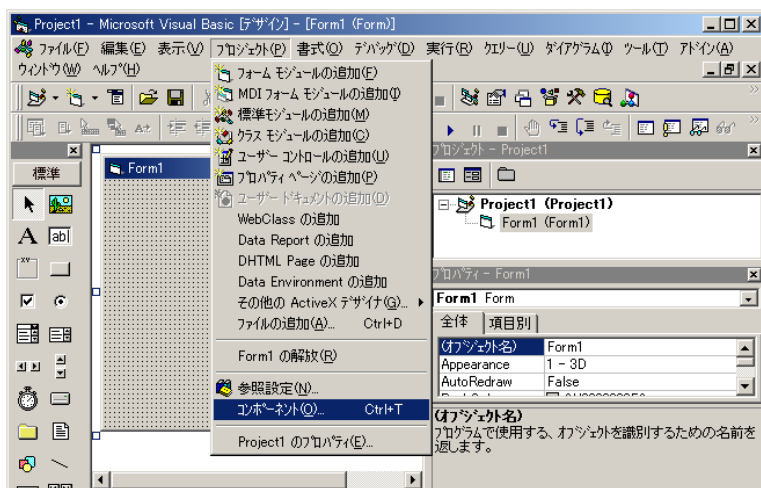 Project1 - Microsoft Visual Basic [ﾃﾞｻﾞｲﾝ] - [Form1 (Form)]
ﾌｧｲﾙ(F) 編集(E) 表示(V) ﾌﾟﾛｼﾞｪｸﾄ(P) 書式(O) ﾃﾞﾊﾞｯｸﾞ(D) 実行(R) ｸｴﾘｰ(U) ﾀﾞｲｱｸﾞﾗﾑ(I) ﾂｰﾙ(T) ｱﾄﾞｲﾝ(A)
ｳｨﾝﾄﾞｳ(W) ﾍﾙﾌﾟ(H)
ﾌｫｰﾑ ﾓｼﾞｭｰﾙの追加(F)
MDI ﾌｫｰﾑ ﾓｼﾞｭｰﾙの追加(I)
標準ﾓｼﾞｭｰﾙの追加(M)
ｸﾗｽ ﾓｼﾞｭｰﾙの追加(C)
ﾕｰｻﾞｰ ｺﾝﾄﾛｰﾙの追加(U)
ﾌﾟﾛﾊﾟﾃｨ ﾍﾟｰｼﾞの追加(P)
ﾕｰｻﾞｰ ﾄﾞｷｭﾒﾝﾄの追加(D)
WebClass の追加
Data Report の追加
DHTML Page の追加
Data Environment の追加
その他の ActiveX ﾃﾞｻﾞｲﾅ(G)...
ﾌｧｲﾙの追加(A)... Ctrl+D
Form1 の解放(R)
参照設定(N)...
ｺﾝﾎﾟｰﾈﾝﾄ(O)... Ctrl+T
Project1 のﾌﾟﾛﾊﾟﾃｨ(E)...
標準
A
ab
xv
Form1
ﾌﾟﾛｼﾞｪｸﾄ - Project1
Project1 (Project1)
Form1 (Form1)
ﾌﾟﾛﾊﾟﾃｨ - Form1
Form1 Form
全体 項目別
(ｵﾌﾞｼﾞｪｸﾄ名) Form1
Appearance 1 - 3D
AutoRedraw False
(ｵﾌﾞｼﾞｪｸﾄ名)
ﾌﾟﾛｸﾞﾗﾑで使用する、ｵﾌﾞｼﾞｪｸﾄを識別するための名前を
返します。